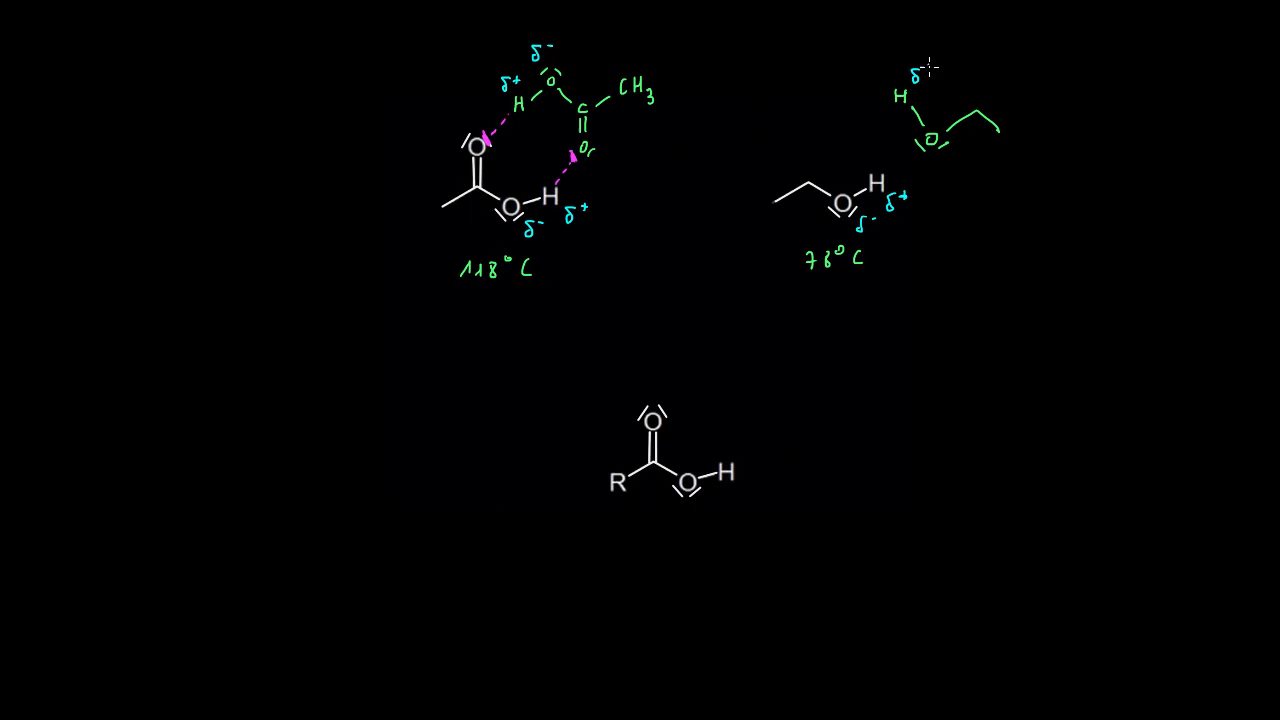 δ-
δ+ O CH3
H C
O O
O H δ+
δ-
118°C
δ+
H
O
H
O δ+
δ-
78°C
O
R O H